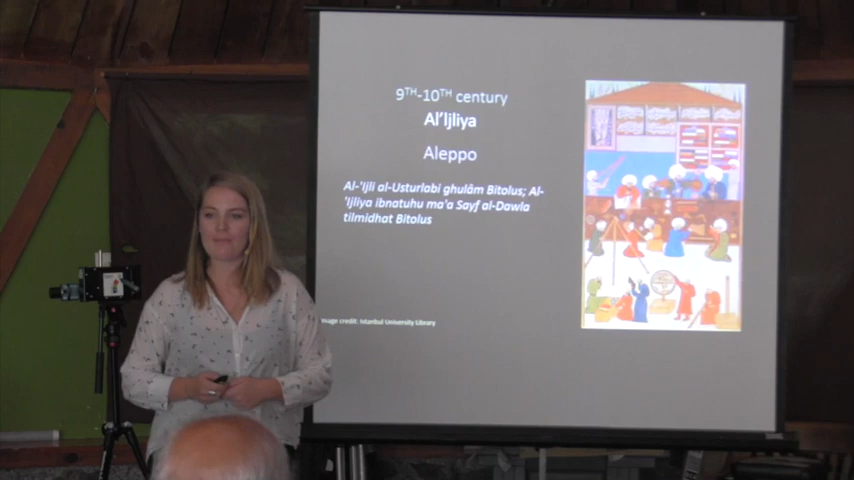 9TH-10TH century
Al'Ijliya
Aleppo
Al-'Ijli al-Usturlabi ghulâm Bitolus; Al-
'Ijliya ibnatuhu ma'a Sayf al-Dawla
tilmidhat Bitolus
Image credit: Istanbul University Library